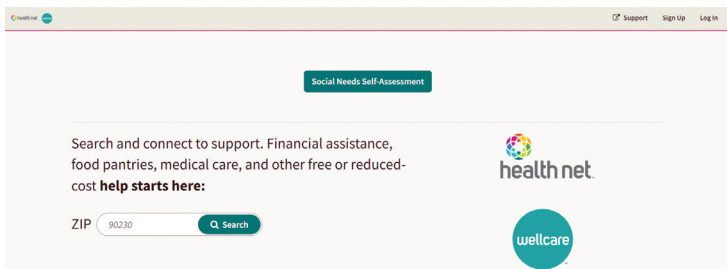 health net
Support Sign Up Log In
Social Needs Self-Assessment
Search and connect to support. Financial assistance,
food pantries, medical care, and other free or reduced-
cost help starts here:
ZIP 90230 Search
health net
wellcare